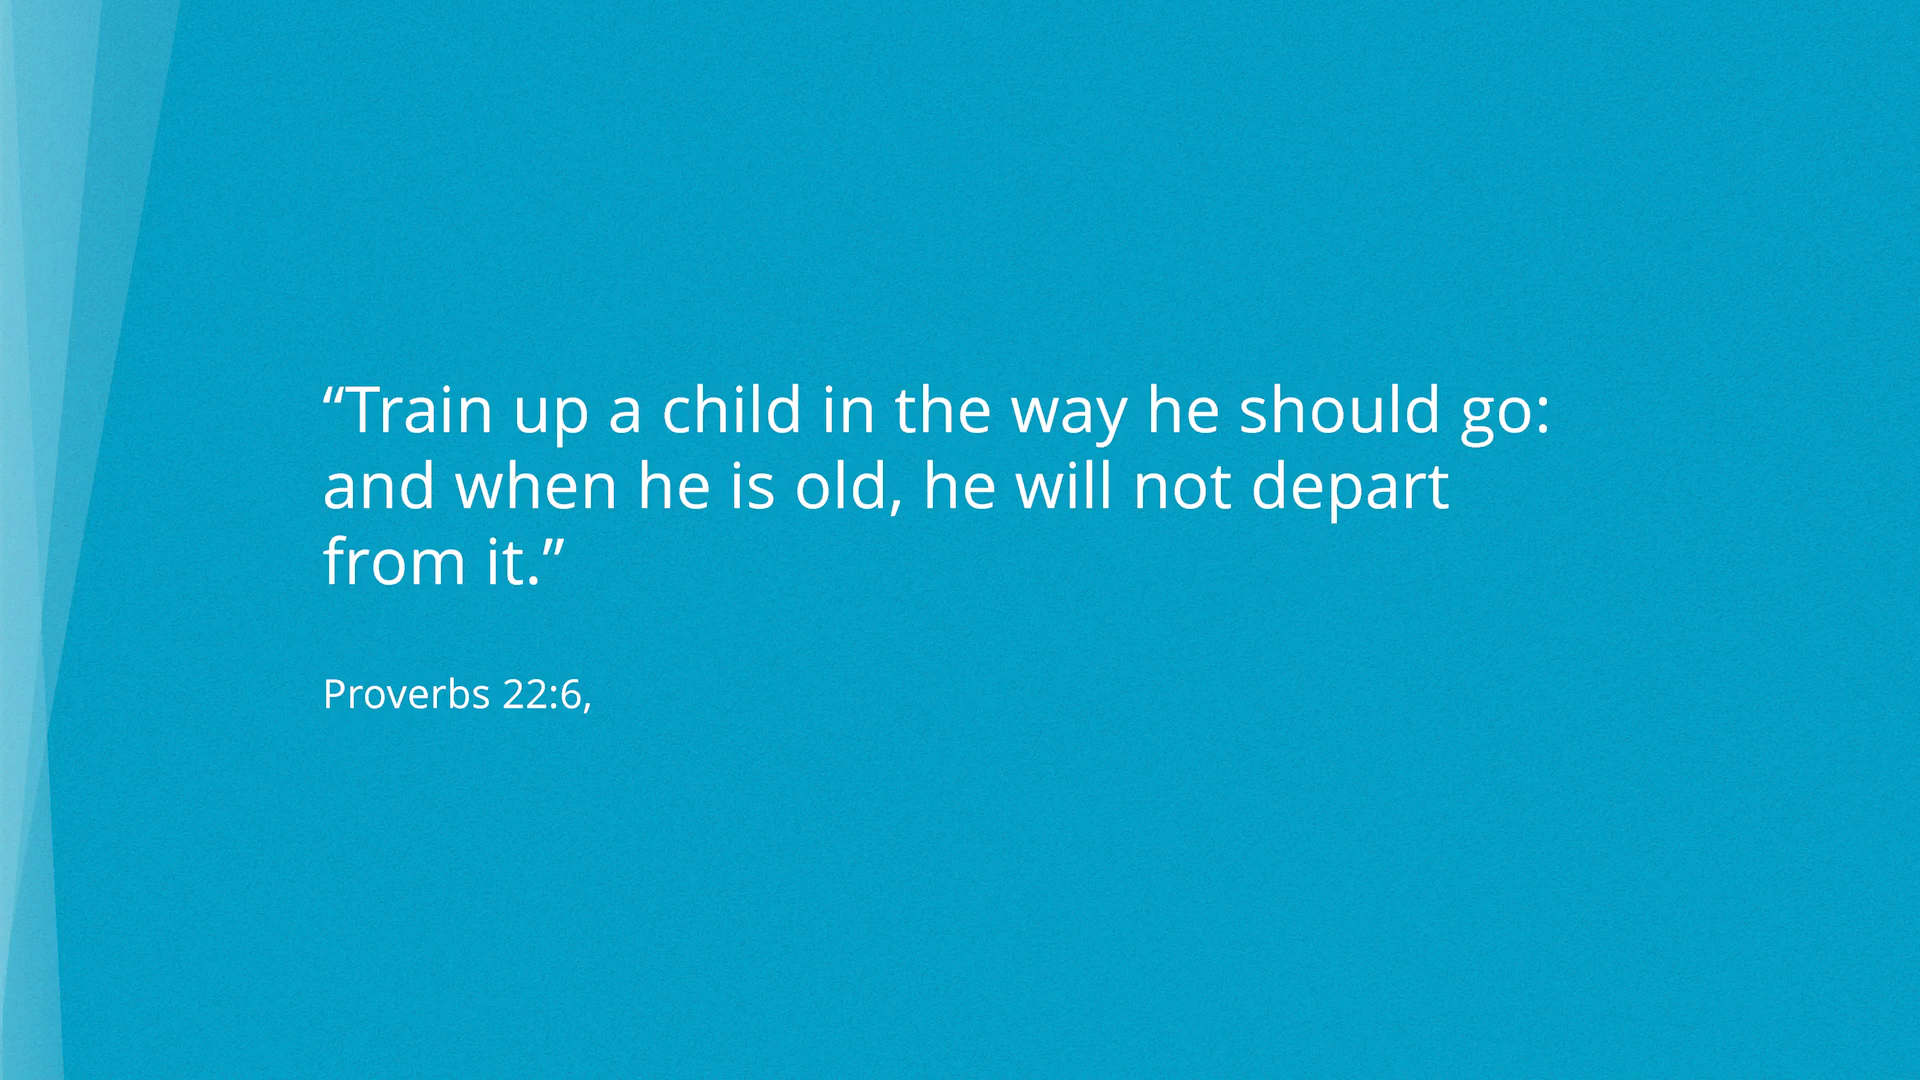 “Train up a child in the way he should go:
and when he is old, he will not depart
from it.”
Proverbs 22:6,